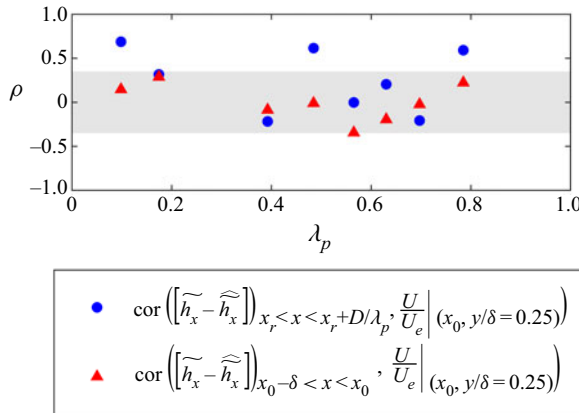 1.0
0.5
ρ 0
−0.5
−1.0
0 0.2 0.4 0.6 0.8 1.0
λ_p
cor([h̃_x − ĥ̃_x])_{x_r < x < x_r + D/λ_p}, U/U_e|_{(x_0, y/δ = 0.25)})
cor([h̃_x − ĥ̃_x])_{x_0 − δ < x < x_0}, U/U_e|_{(x_0, y/δ = 0.25)})